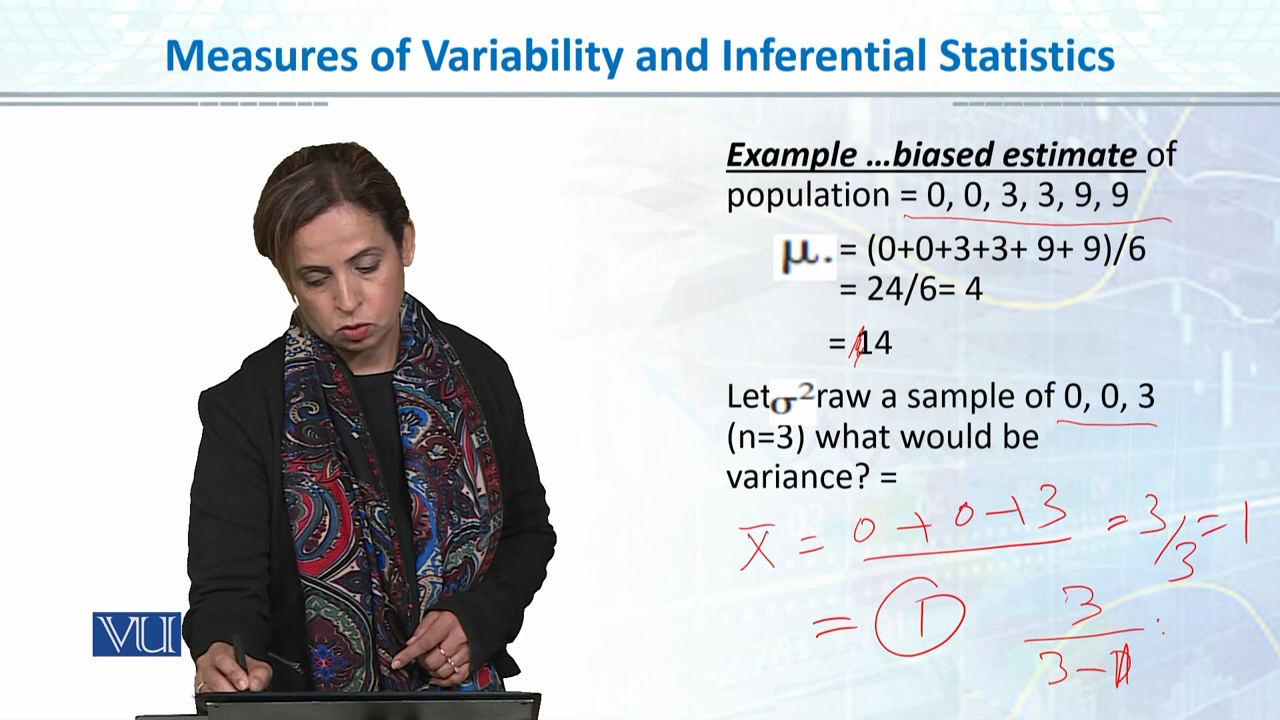 Measures of Variability and Inferential Statistics
Example ...biased estimate of
population = 0, 0, 3, 3, 9, 9
μ. = (0+0+3+3+ 9+ 9)/6
= 24/6= 4
= 14
Let σ²raw a sample of 0, 0, 3
(n=3) what would be
variance? =
X̅ = 0 + 0 + 3 = 3/3 = 1
= 1 3
3-1
VU